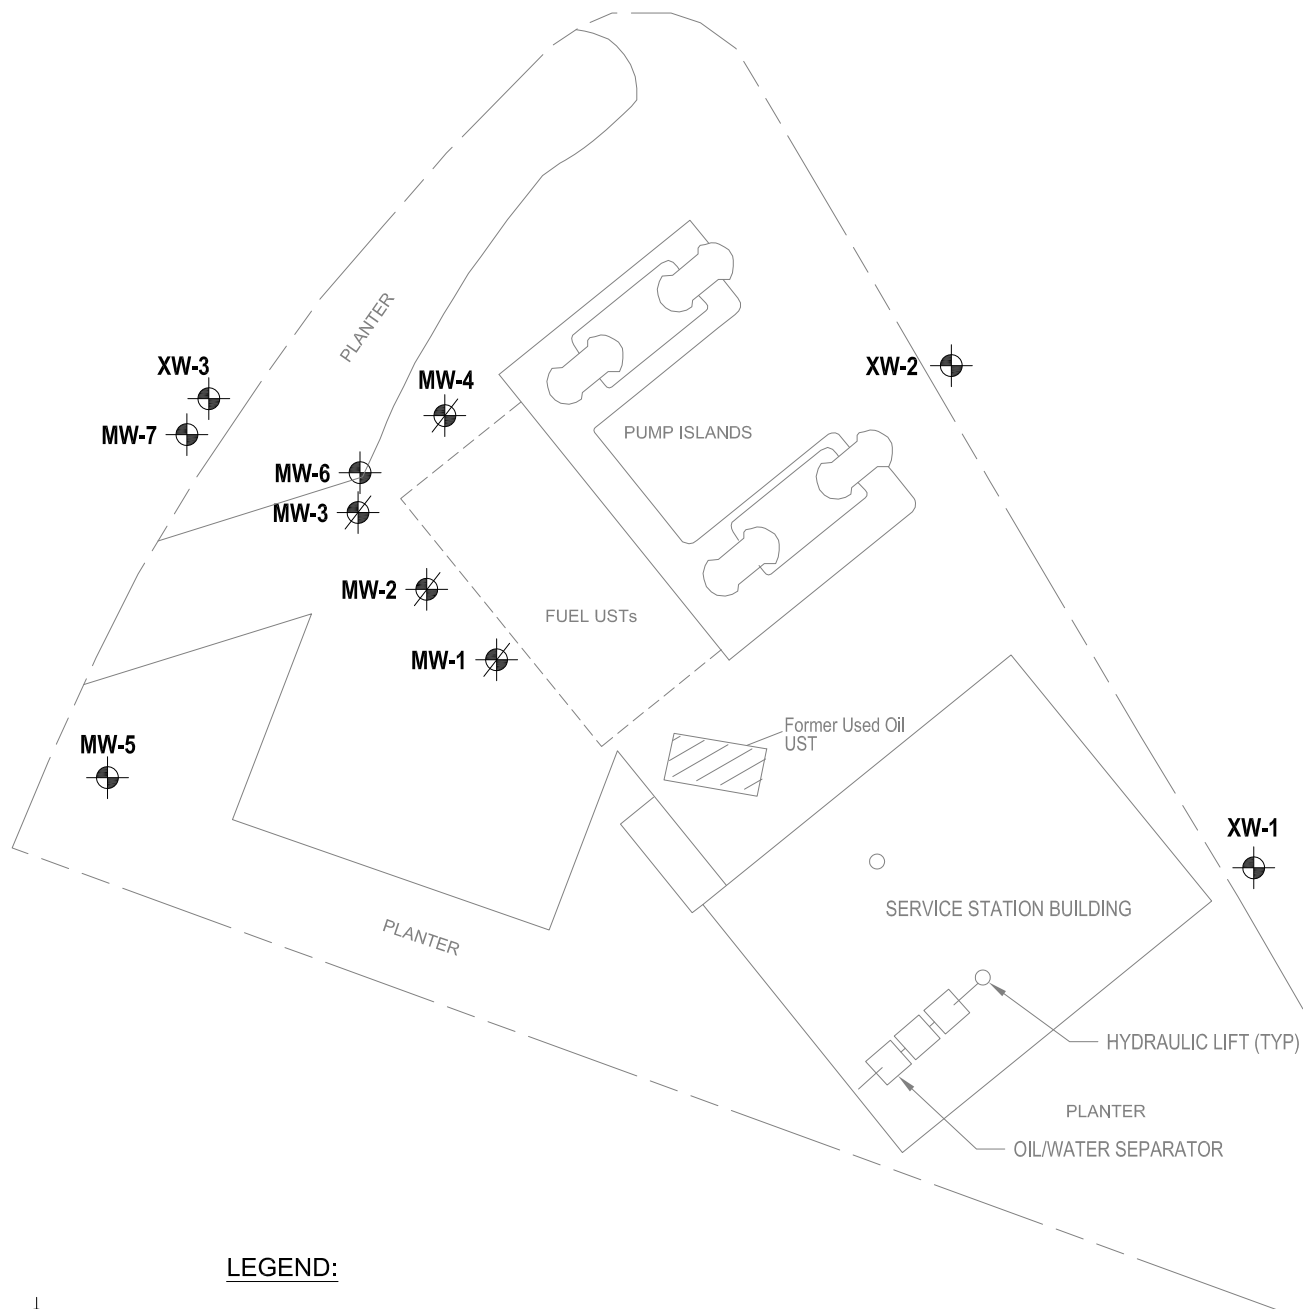 PLANTER
XW-3
XW-2
MW-4
MW-7
PUMP ISLANDS
MW-6
MW-3
MW-2
FUEL USTs
MW-1
Former Used Oil
UST
MW-5
XW-1
SERVICE STATION BUILDING
PLANTER
HYDRAULIC LIFT (TYP)
PLANTER
OIL/WATER SEPARATOR
LEGEND: